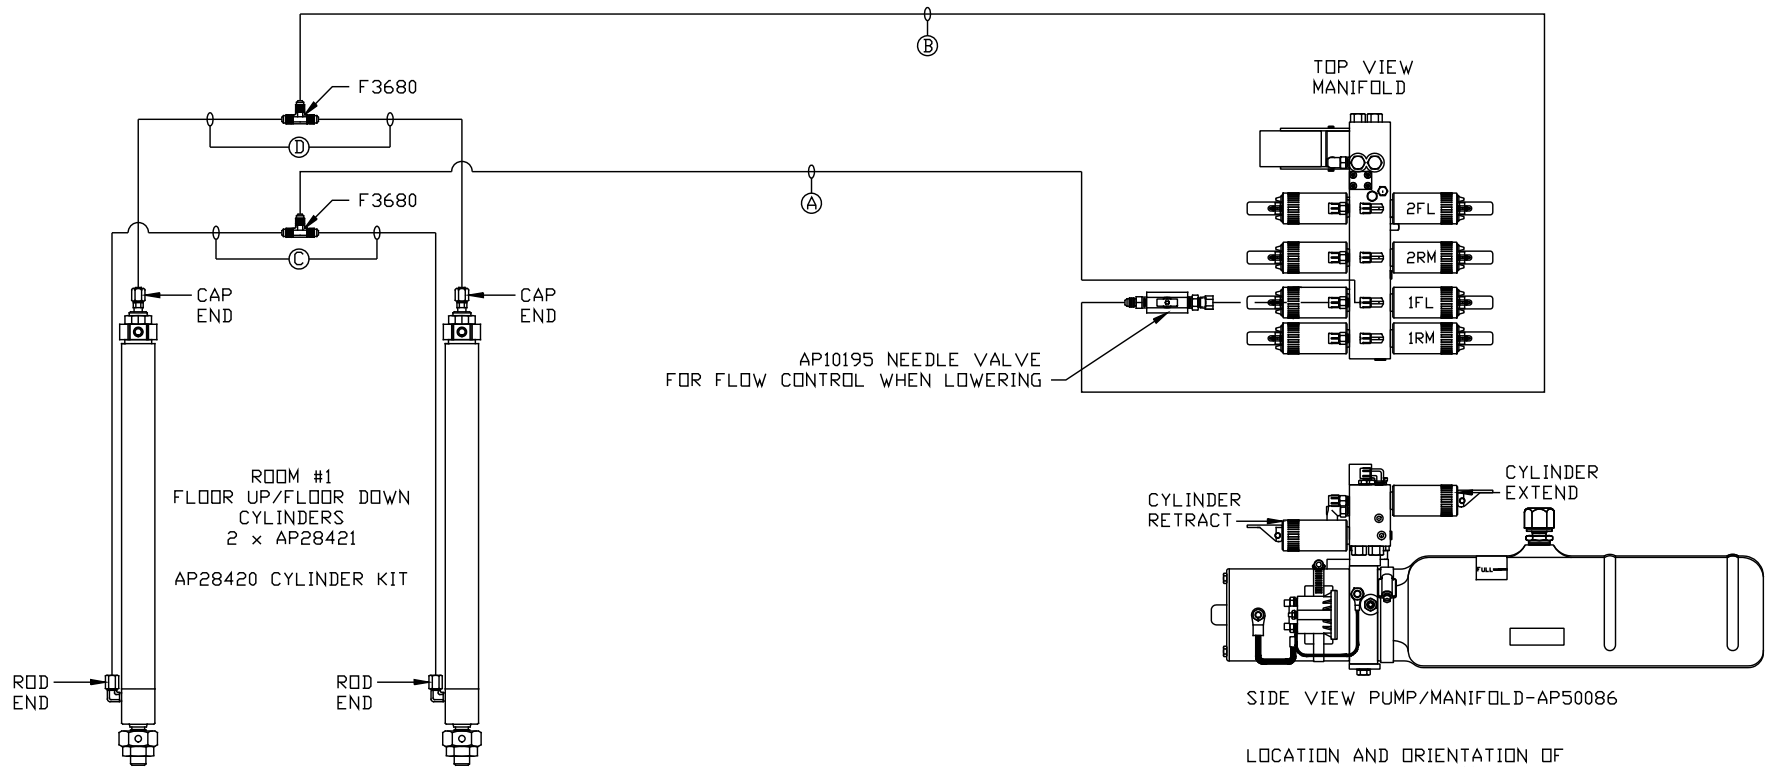 B
TOP VIEW
MANIFOLD
F3680
D
F3680
A
C
2FL
2RM
1FL
1RM
CAP
END
CAP
END
AP10195 NEEDLE VALVE
FOR FLOW CONTROL WHEN LOWERING
ROOM #1
FLOOR UP/FLOOR DOWN
CYLINDERS
2 x AP28421
AP28420 CYLINDER KIT
CYLINDER
EXTEND
CYLINDER
RETRACT
FULL
ROD
END
ROD
END
SIDE VIEW PUMP/MANIFOLD-AP50086
LOCATION AND ORIENTATION OF